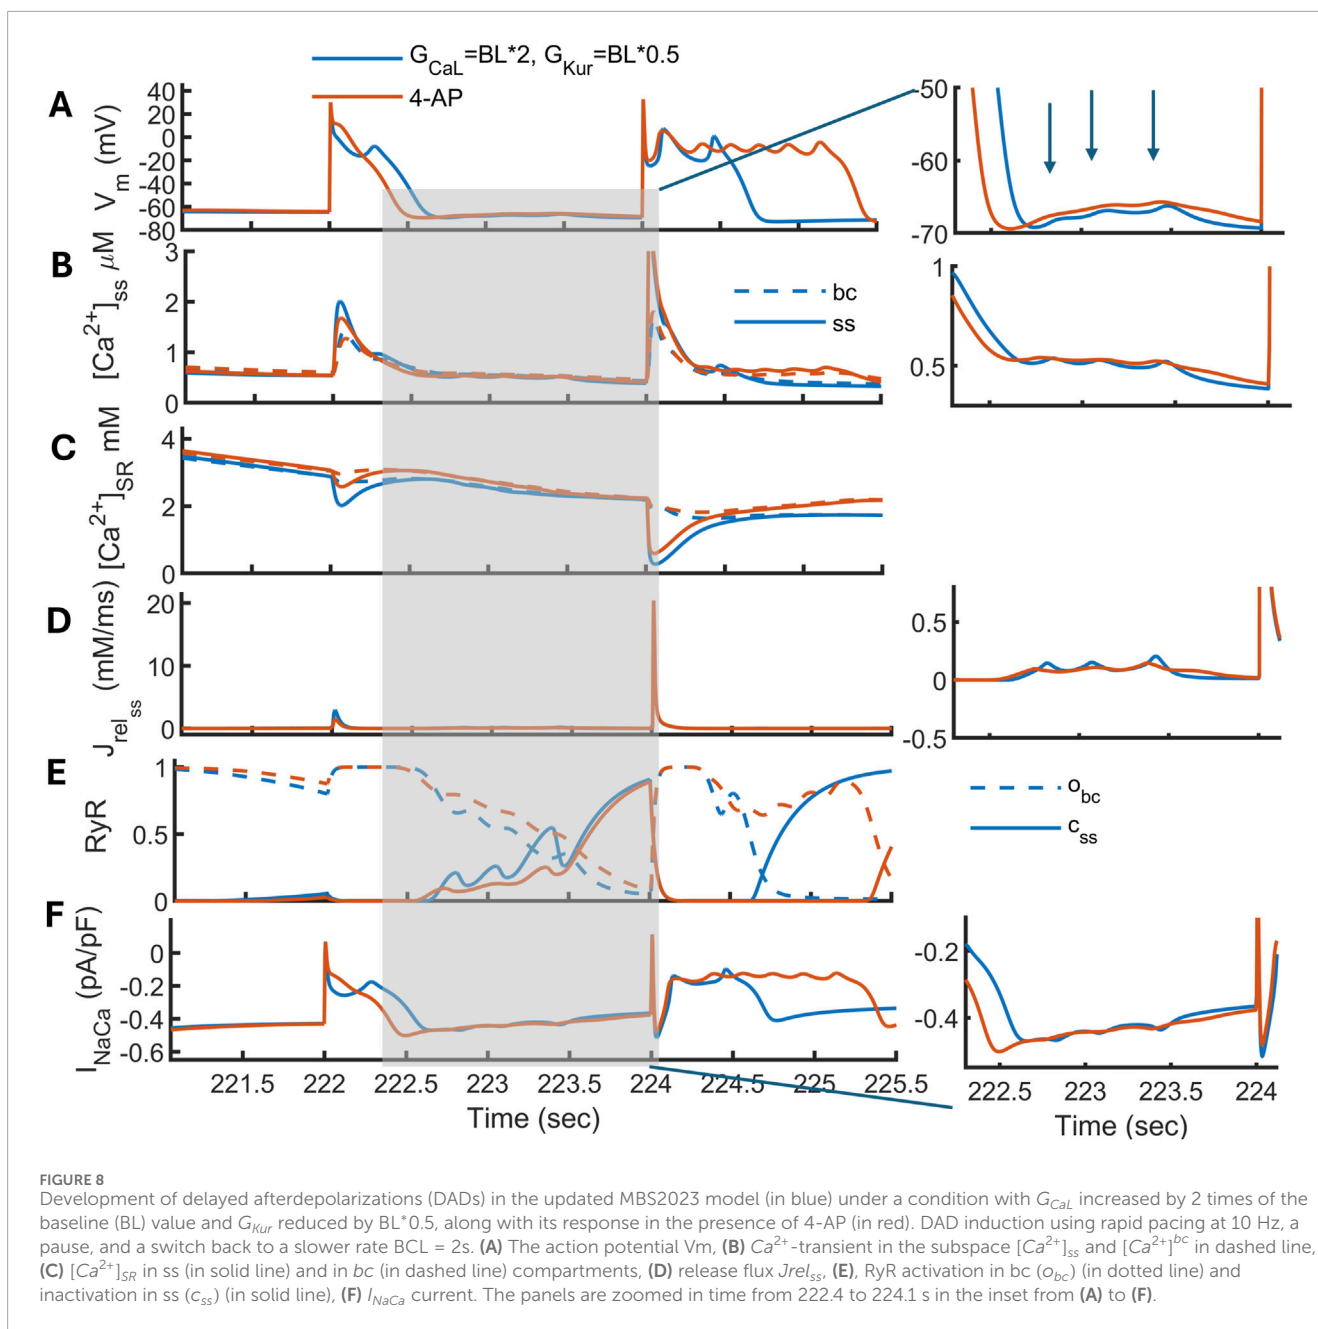 G_CaL=BL*2, G_Kur=BL*0.5
4-AP
A
V_m (mV)
40
20
0
-20
-40
-60
-80
-50
-60
-70
B
[Ca²⁺]_ss μM
3
2
1
0
bc
ss
1
0.5
C
[Ca²⁺]_SR mM
4
2
0
D
J_rel_ss (mM/ms)
20
10
0
0.5
0
-0.5
E
RyR
1
0.5
0
o_bc
c_ss
F
I_NaCa (pA/pF)
0
-0.2
-0.4
-0.6
221.5 222 222.5 223 223.5 224 224.5 225 225.5
Time (sec)
-0.2
-0.4
222.5 223 223.5 224
Time (sec)
FIGURE 8
Development of delayed afterdepolarizations (DADs) in the updated MBS2023 model (in blue) under a condition with G_CaL increased by 2 times of the
baseline (BL) value and G_Kur reduced by BL*0.5, along with its response in the presence of 4-AP (in red). DAD induction using rapid pacing at 10 Hz, a
pause, and a switch back to a slower rate BCL = 2s. (A) The action potential Vm, (B) Ca²⁺-transient in the subspace [Ca²⁺]_ss and [Ca²⁺]^bc in dashed line,
(C) [Ca²⁺]_SR in ss (in solid line) and in bc (in dashed line) compartments, (D) release flux Jrel_ss, (E), RyR activation in bc (o_bc) (in dotted line) and
inactivation in ss (c_ss) (in solid line), (F) I_NaCa current. The panels are zoomed in time from 222.4 to 224.1 s in the inset from (A) to (F).